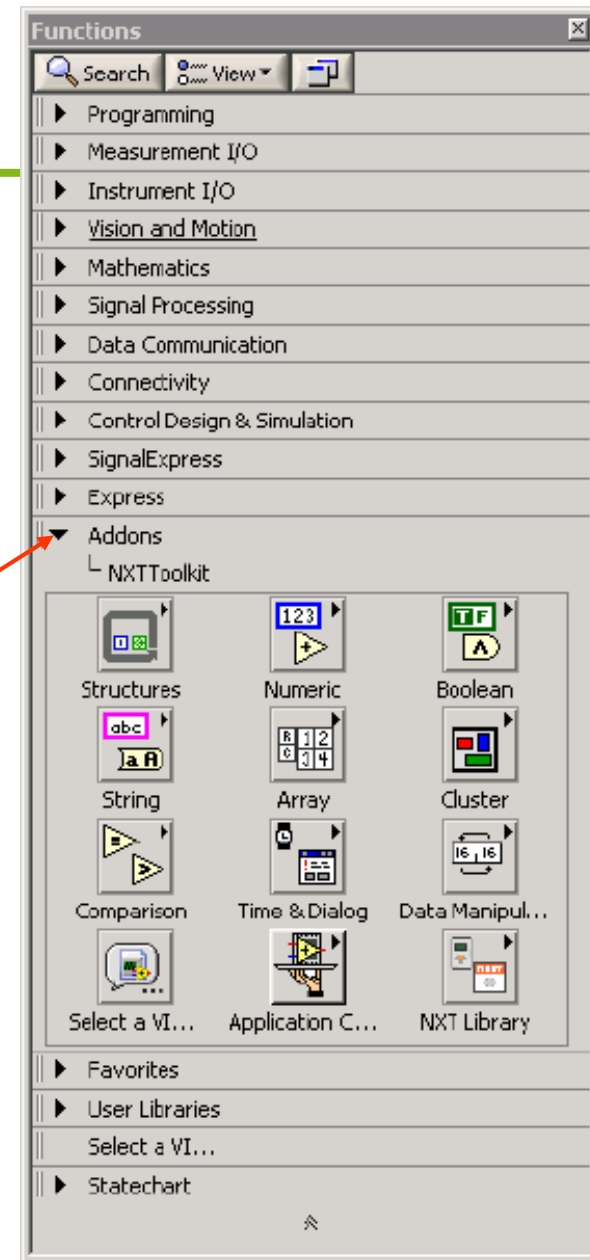 Functions
Search View
Programming
Measurement I/O
Instrument I/O
Vision and Motion
Mathematics
Signal Processing
Data Communication
Connectivity
Control Design & Simulation
SignalExpress
Express
Addons
NXTToolkit
123 TF
Structures Numeric Boolean
abc
a A
String Array Cluster
16 16
Comparison Time & Dialog Data Manipul...
Select a VI... Application C... NXT Library
Favorites
User Libraries
Select a VI...
Statechart